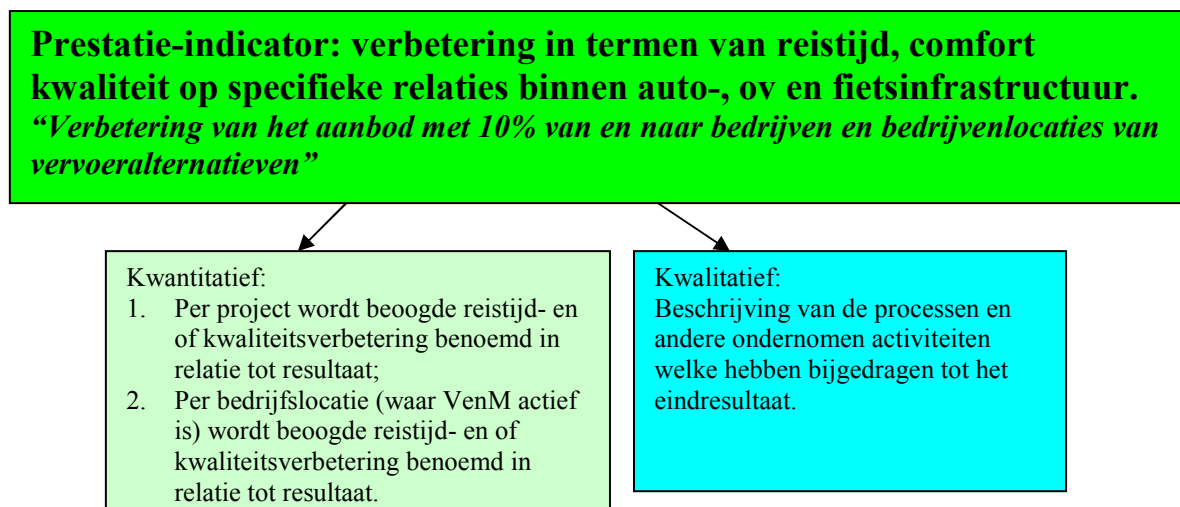 Prestatie-indicator: verbetering in termen van reistijd, comfort
kwaliteit op specifieke relaties binnen auto-, ov en fietsinfrastructuur.
“Verbetering van het aanbod met 10% van en naar bedrijven en bedrijvenlocaties van
vervoeralternatieven”
Kwantitatief:
1. Per project wordt beoogde reistijd- en
of kwaliteitsverbetering benoemd in
relatie tot resultaat;
2. Per bedrijfslocatie (waar VenM actief
is) wordt beoogde reistijd- en of
kwaliteitsverbetering benoemd in
relatie tot resultaat.
Kwalitatief:
Beschrijving van de processen en
andere ondernomen activiteiten
welke hebben bijgedragen tot het
eindresultaat.